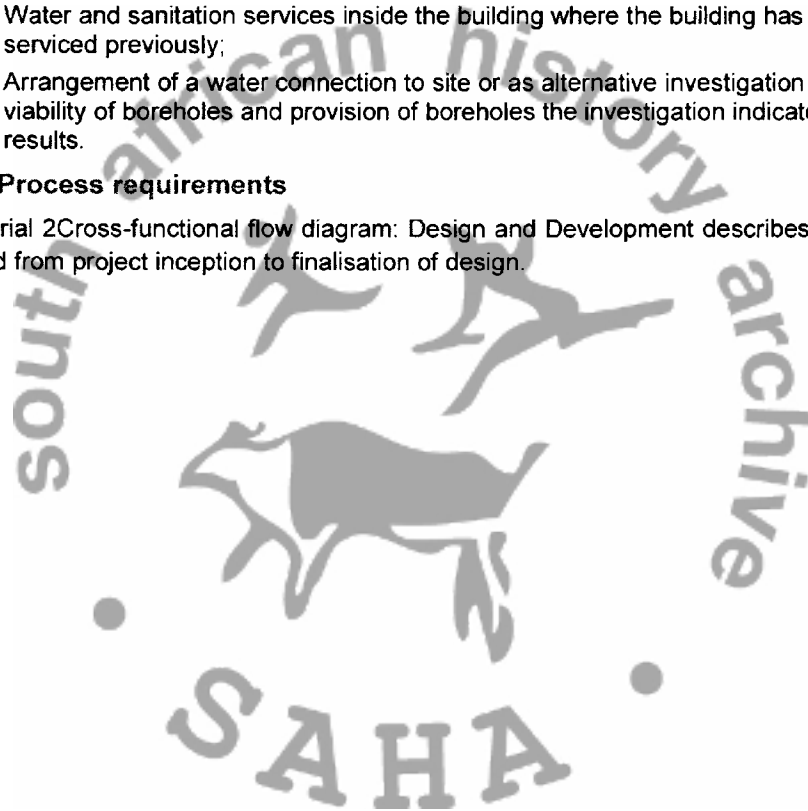 Water and sanitation services inside the building where the building has
serviced previously;
Arrangement of a water connection to site or as alternative investigation
viability of boreholes and provision of boreholes the investigation indicat
results.
Process requirements
rial 2Cross-functional flow diagram: Design and Development describes
d from project inception to finalisation of design.
south african history archive
SAHA